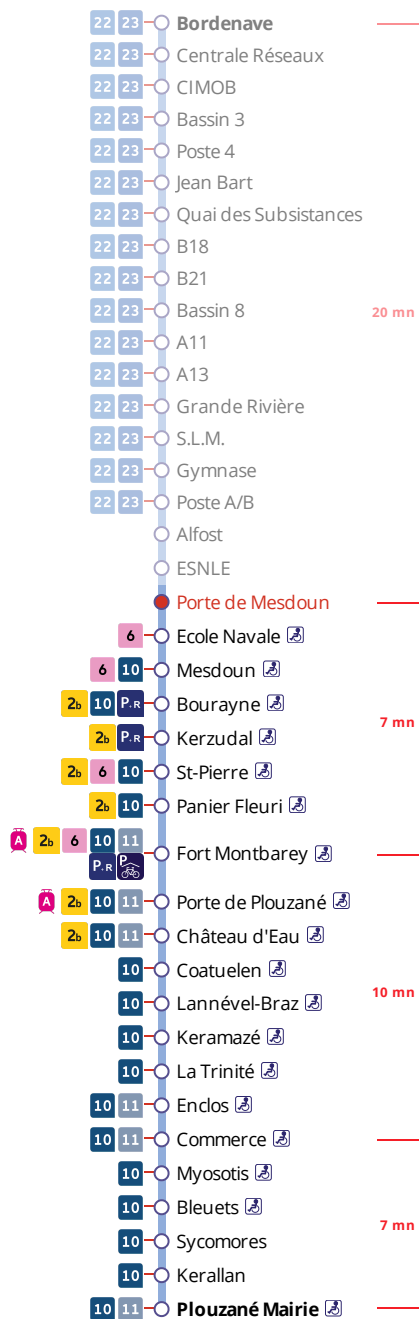 22 23 Bordenave
22 23 Centrale Réseaux
22 23 CIMOB
22 23 Bassin 3
22 23 Poste 4
22 23 Jean Bart
22 23 Quai des Subsistances
22 23 B18
22 23 B21
22 23 Bassin 8 20 mn
22 23 A11
22 23 A13
22 23 Grande Rivière
22 23 S.L.M.
22 23 Gymnase
22 23 Poste A/B
Alfost
ESNLE
Porte de Mesdoun
6 Ecole Navale
6 10 Mesdoun
2b 10 P.R Bourayne 7 mn
2b P.R Kerzudal
2b 6 10 St-Pierre
2b 10 Panier Fleuri
A 2b 6 10 11
P.R P Fort Montbarey
A 2b 10 11 Porte de Plouzané
2b 10 11 Château d'Eau
10 Coatuelen
10 Lannével-Braz 10 mn
10 Keramazé
10 La Trinité
10 11 Enclos
10 11 Commerce
10 Myosotis
10 Bleuets 7 mn
10 Sycomores
10 Kerallan
10 11 Plouzané Mairie